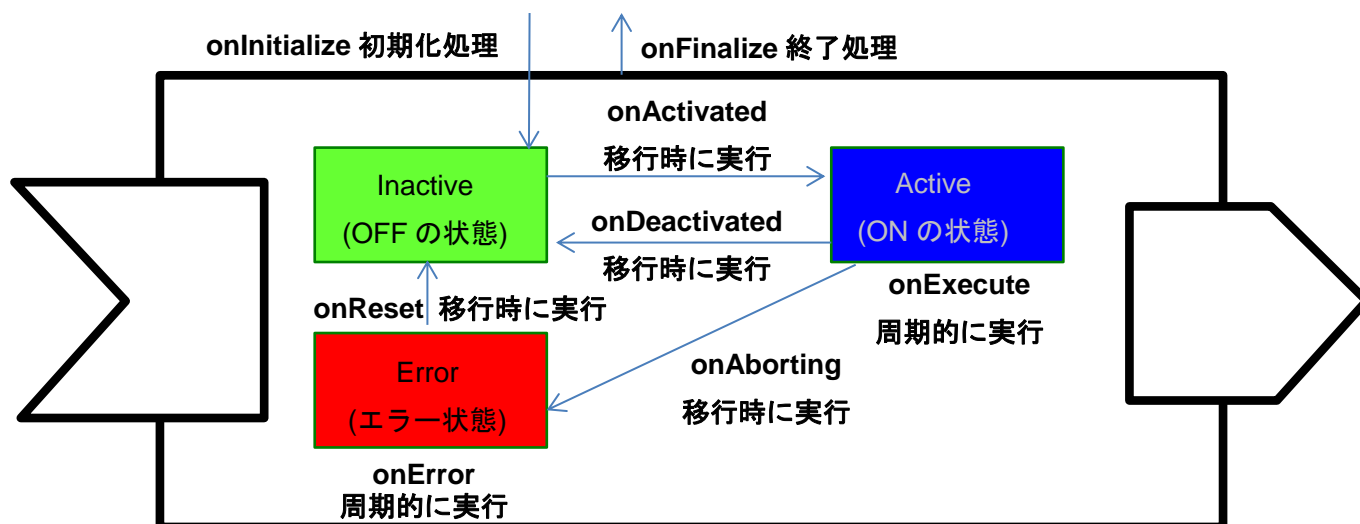 onInitialize 初期化処理
onFinalize 終了処理
onActivated
移行時に実行
Inactive
(OFF の状態)
Active
(ON の状態)
onDeactivated
移行時に実行
onExecute
周期的に実行
onReset 移行時に実行
Error
(エラー状態)
onAborting
移行時に実行
onError
周期的に実行